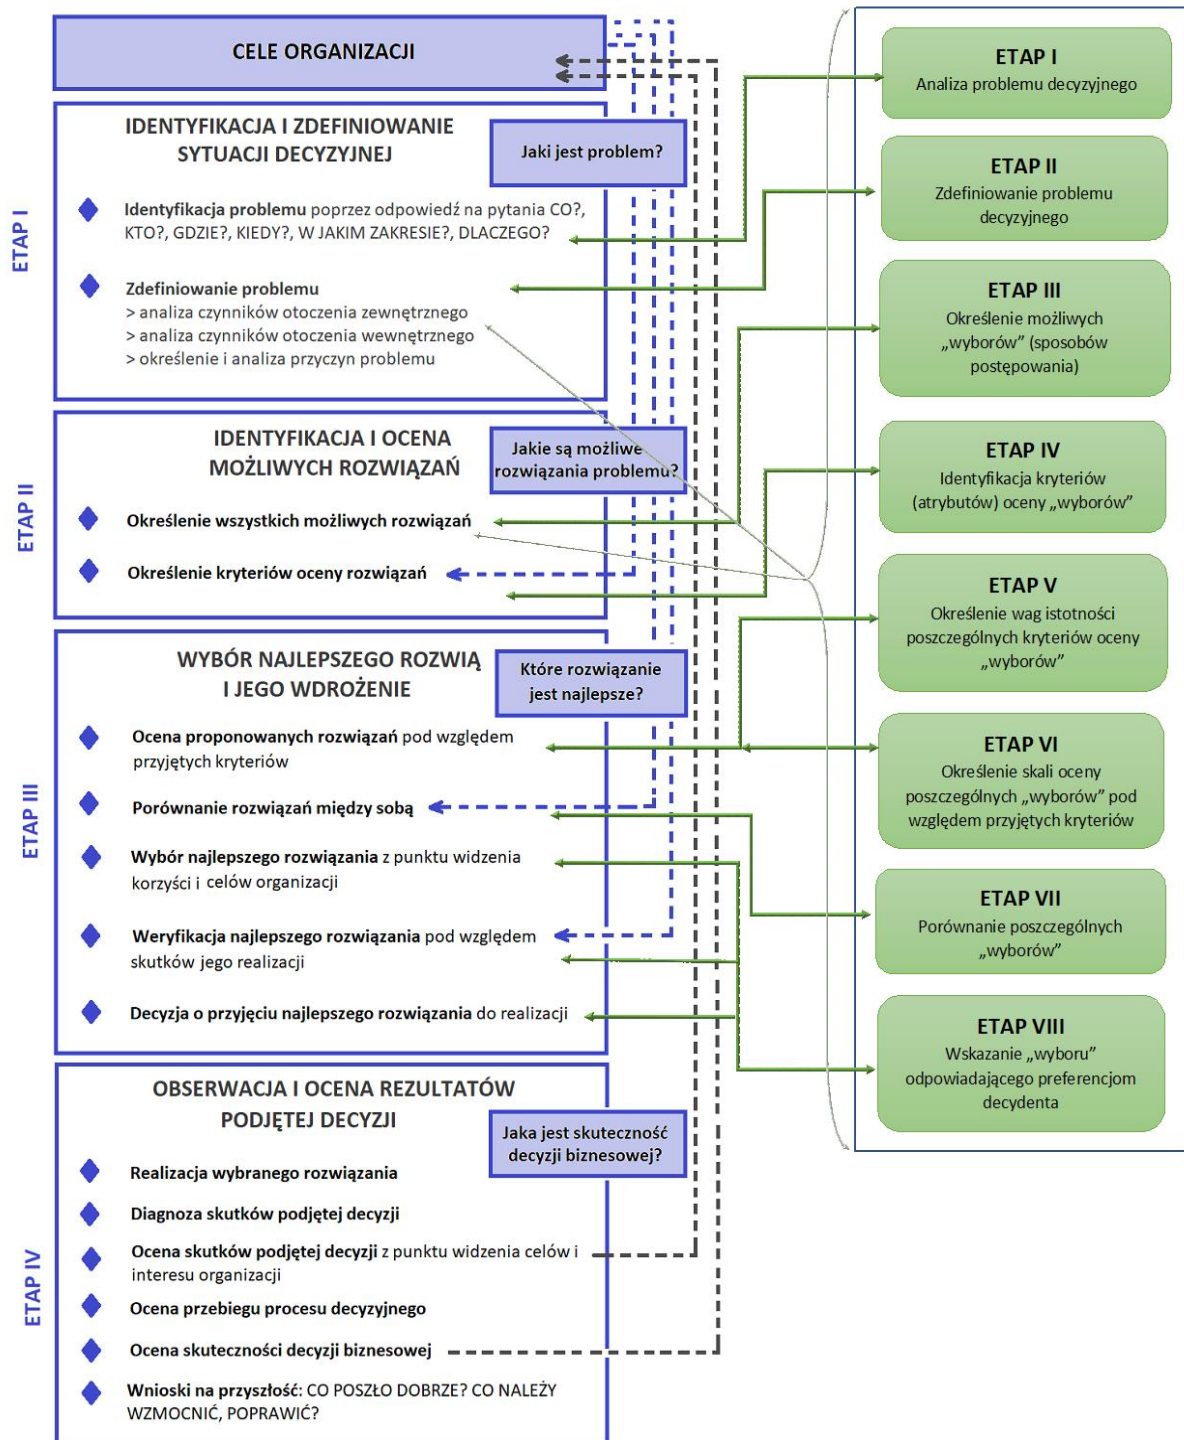 CELE ORGANIZACJI
ETAP I
IDENTYFIKACJA I ZDEFINIOWANIE
SYTUACJI DECYZYJNEJ
Jaki jest problem?
Identyfikacja problemu poprzez odpowiedź na pytania CO?,
KTO?, GDZIE?, KIEDY?, W JAKIM ZAKRESIE?, DLACZEGO?
Zdefiniowanie problemu
> analiza czynników otoczenia zewnętrznego
> analiza czynników otoczenia wewnętrznego
> określenie i analiza przyczyn problemu
ETAP II
IDENTYFIKACJA I OCENA
MOŻLIWYCH ROZWIĄZAŃ
Jakie są możliwe
rozwiązania problemu?
Określenie wszystkich możliwych rozwiązań
Określenie kryteriów oceny rozwiązań
ETAP III
WYBÓR NAJLEPSZEGO ROZWIĄ
I JEGO WDROŻENIE
Które rozwiązanie
jest najlepsze?
Ocena proponowanych rozwiązań pod względem
przyjętych kryteriów
Porównanie rozwiązań między sobą
Wybór najlepszego rozwiązania z punktu widzenia
korzyści i celów organizacji
Weryfikacja najlepszego rozwiązania pod względem
skutków jego realizacji
Decyzja o przyjęciu najlepszego rozwiązania do realizacji
ETAP IV
OBSERWACJA I OCENA REZULTATÓW
PODJĘTEJ DECYZJI
Jaka jest skuteczność
decyzji biznesowej?
Realizacja wybranego rozwiązania
Diagnoza skutków podjętej decyzji
Ocena skutków podjętej decyzji z punktu widzenia celów i
interesu organizacji
Ocena przebiegu procesu decyzyjnego
Ocena skuteczności decyzji biznesowej
Wnioski na przyszłość: CO POSZŁO DOBRZE? CO NALEŻY
WZMOCNIĆ, POPRAWIĆ?
ETAP I
Analiza problemu decyzyjnego
ETAP II
Zdefiniowanie problemu
decyzyjnego
ETAP III
Określenie możliwych
„wyborów” (sposobów
postępowania)
ETAP IV
Identyfikacja kryteriów
(atrybutów) oceny „wyborów”
ETAP V
Określenie wag istotności
poszczególnych kryteriów oceny
„wyborów”
ETAP VI
Określenie skali oceny
poszczególnych „wyborów” pod
względem przyjętych kryteriów
ETAP VII
Porównanie poszczególnych
„wyborów”
ETAP VIII
Wskazanie „wyboru”
odpowiadającego preferencjom
decydenta